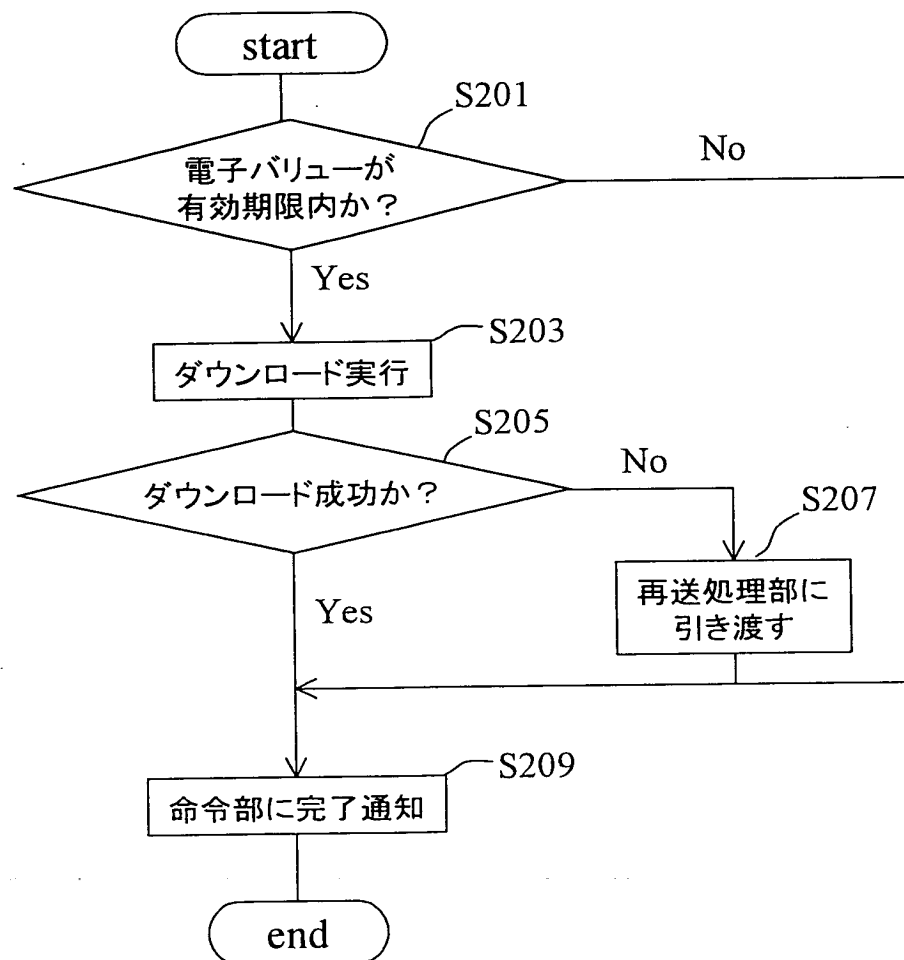 start
S201
電子バリューが
有効期限内か？
No
Yes
S203
ダウンロード実行
S205
ダウンロード成功か？
No
S207
再送処理部に
引き渡す
Yes
S209
命令部に完了通知
end